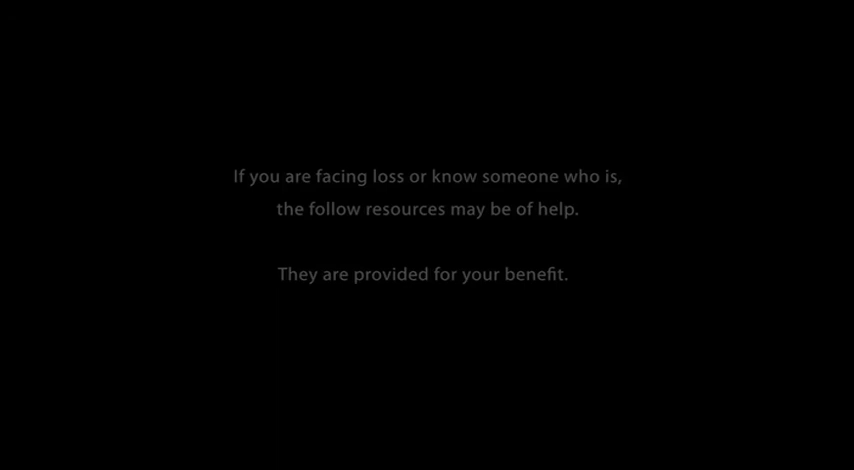 If you are facing loss or know someone who is,
the follow resources may be of help.
They are provided for your benefit.